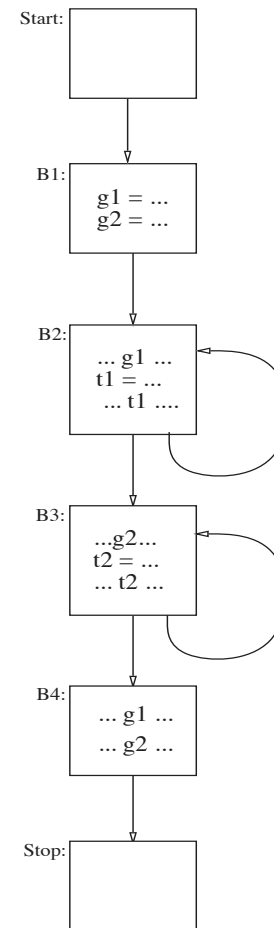 Start:
B1:
g1 = ...
g2 = ...
B2:
... g1 ...
t1 = ...
... t1 ....
B3:
...g2...
t2 = ...
... t2 ...
B4:
... g1 ...
... g2 ...
Stop: